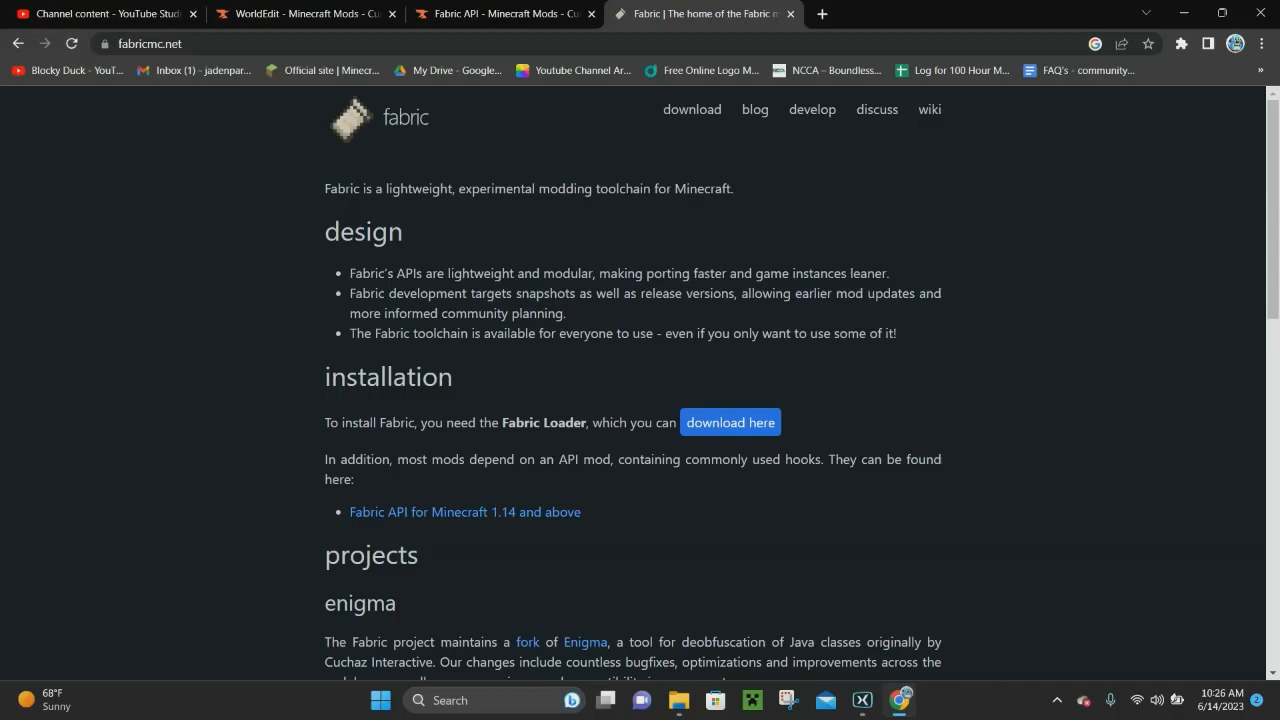 Channel content - YouTube Stud
WorldEdit - Minecraft Mods - Cu
Fabric API - Minecraft Mods - Cu
Fabric | The home of the Fabric m
fabricmc.net
Blocky Duck - YouT...
Inbox (1) - jadenpar...
Official site | Minecr...
My Drive - Google...
Youtube Channel Ar...
Free Online Logo M...
NCCA – Boundless...
Log for 100 Hour M...
FAQ's - community...
fabric
download
blog
develop
discuss
wiki
Fabric is a lightweight, experimental modding toolchain for Minecraft.
design
• Fabric's APIs are lightweight and modular, making porting faster and game instances leaner.
• Fabric development targets snapshots as well as release versions, allowing earlier mod updates and
more informed community planning.
• The Fabric toolchain is available for everyone to use - even if you only want to use some of it!
installation
To install Fabric, you need the Fabric Loader, which you can download here
In addition, most mods depend on an API mod, containing commonly used hooks. They can be found
here:
• Fabric API for Minecraft 1.14 and above
projects
enigma
The Fabric project maintains a fork of Enigma, a tool for deobfuscation of Java classes originally by
Cuchaz Interactive. Our changes include countless bugfixes, optimizations and improvements across the
68°F
Sunny
Search
10:26 AM
6/14/2023
2